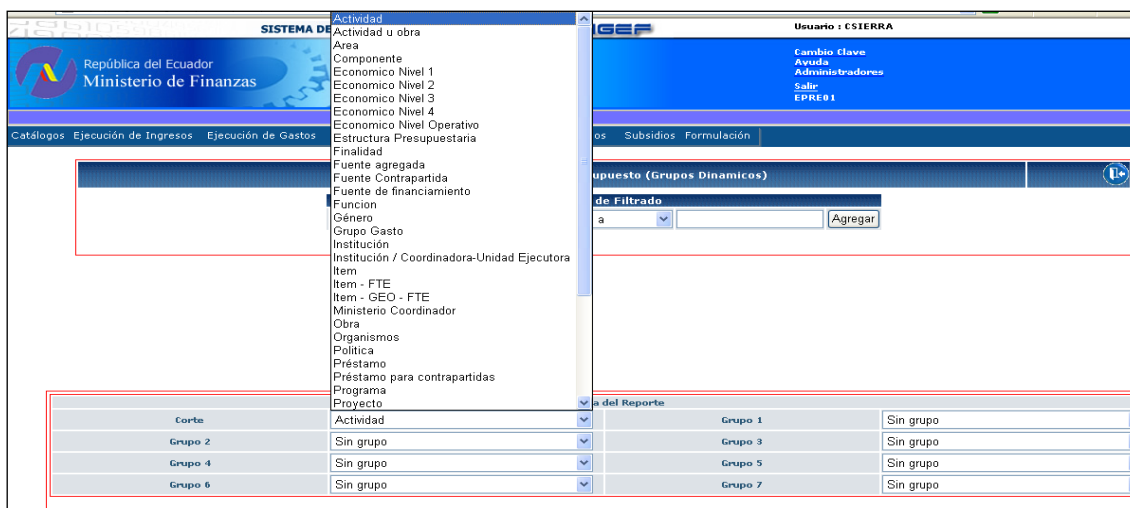 SISTEMA DE
Usuario : CSIERRA
República del Ecuador
Ministerio de Finanzas
Cambio Clave
Ayuda
Administradores
Salir
EPRE01
Catálogos Ejecución de Ingresos Ejecución de Gastos
os Subsidios Formulación
upuesto (Grupos Dinamicos)
de Filtrado
a
Agregar
Actividad
Actividad u obra
Area
Componente
Economico Nivel 1
Economico Nivel 2
Economico Nivel 3
Economico Nivel 4
Economico Nivel Operativo
Estructura Presupuestaria
Finalidad
Fuente agregada
Fuente Contrapartida
Fuente de financiamiento
Funcion
Género
Grupo Gasto
Institución
Institución / Coordinadora-Unidad Ejecutora
Item
Item - FTE
Item - GEO - FTE
Ministerio Coordinador
Obra
Organismos
Politica
Préstamo
Préstamo para contrapartidas
Programa
Proyecto
a del Reporte
Corte Actividad Grupo 1 Sin grupo
Grupo 2 Sin grupo Grupo 3 Sin grupo
Grupo 4 Sin grupo Grupo 5 Sin grupo
Grupo 6 Sin grupo Grupo 7 Sin grupo